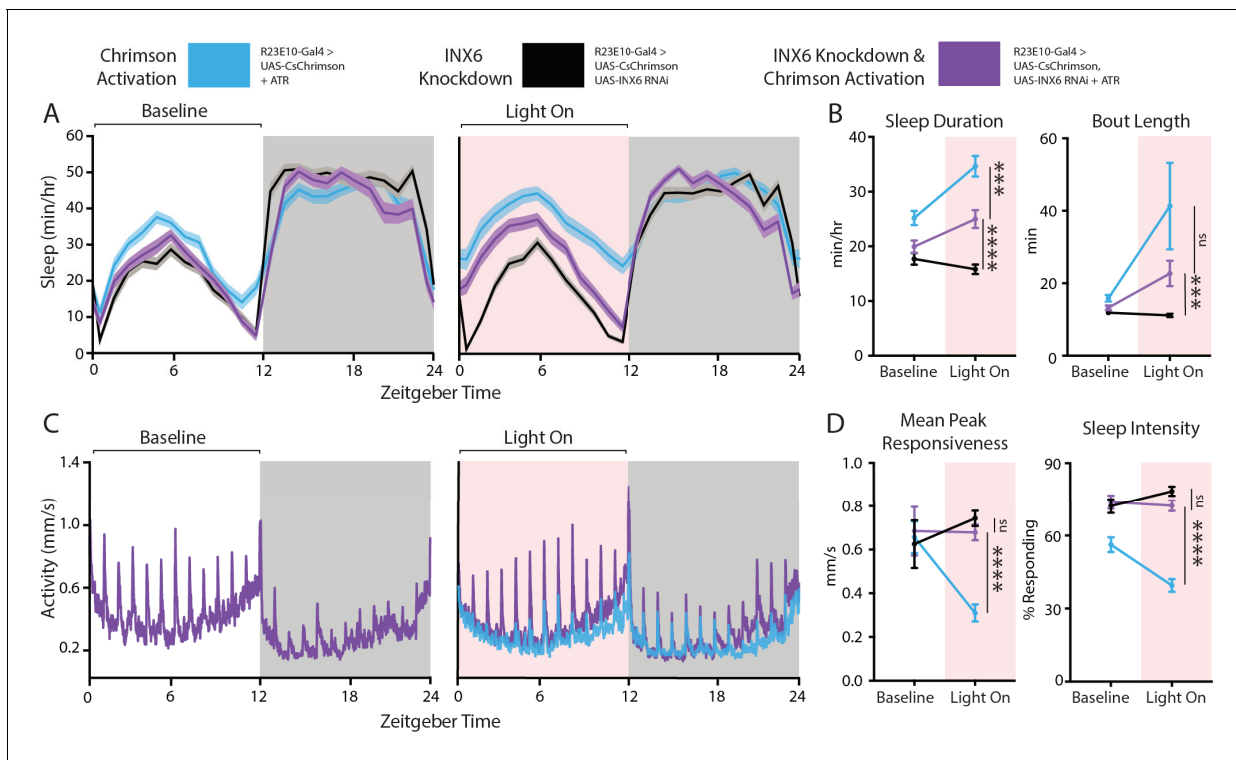 Chrimson
Activation
R23E10-Gal4 >
UAS-CsChrimson
+ ATR
INX6
Knockdown
R23E10-Gal4 >
UAS-CsChrimson
UAS-INX6 RNAi
INX6 Knockdown &
Chrimson Activation
R23E10-Gal4 >
UAS-CsChrimson,
UAS-INX6 RNAi + ATR
A
Baseline
Light On
Sleep (min/hr)
60
50
40
30
20
10
0
0
6
12
18
24
0
6
12
18
24
Zeitgeber Time
B
Sleep Duration
min/hr
40
30
20
10
0
Baseline
Light On
***
****
Bout Length
min
60
40
20
0
Baseline
Light On
ns
***
C
Baseline
Light On
Activity (mm/s)
1.4
1.0
0.6
0.2
0
6
12
18
24
0
6
12
18
24
Zeitgeber Time
D
Mean Peak
Responsiveness
mm/s
1.0
0.8
0.6
0.4
0.2
0.0
Baseline
Light On
ns
****
Sleep Intensity
% Responding
90
60
30
0
Baseline
Light On
ns
****